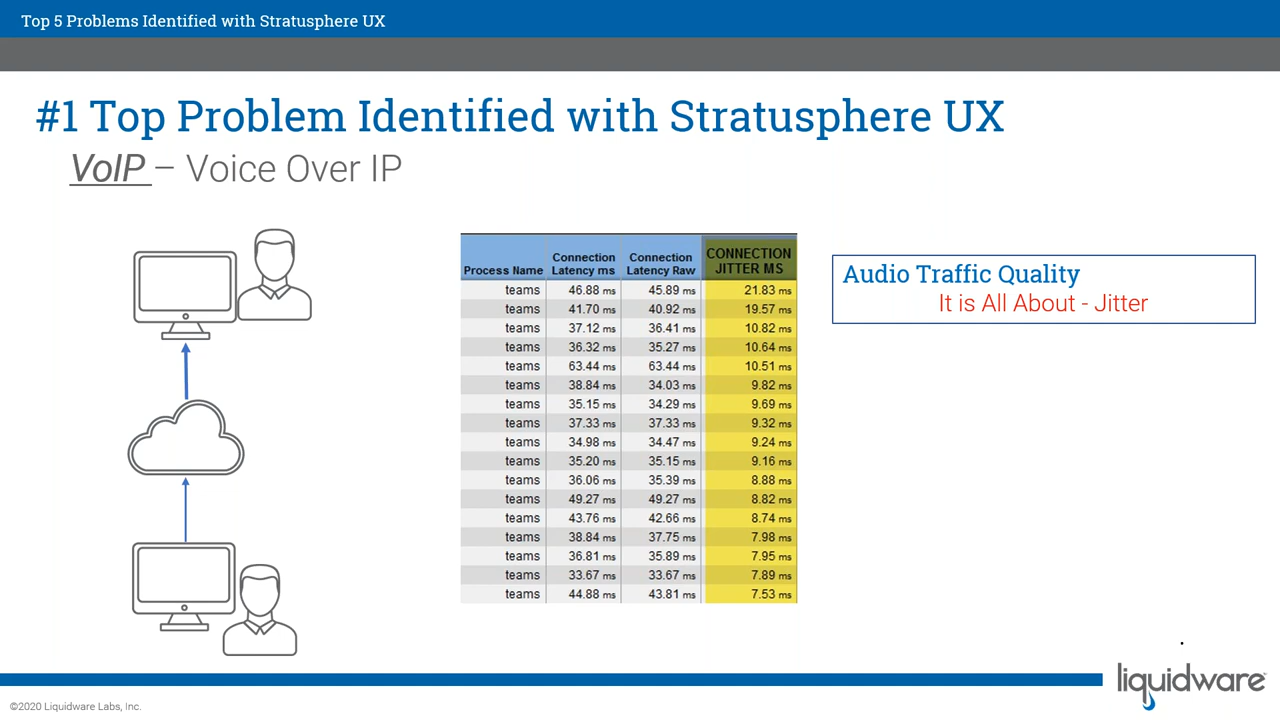 Top 5 Problems Identified with Stratusphere UX
#1 Top Problem Identified with Stratusphere UX
VoIP – Voice Over IP
Process Name Connection Latency ms Connection Latency Raw CONNECTION JITTER MS
teams 46.88 ms 45.89 ms 21.83 ms
teams 41.70 ms 40.92 ms 19.57 ms
teams 37.12 ms 36.41 ms 10.82 ms
teams 36.32 ms 35.27 ms 10.64 ms
teams 63.44 ms 63.44 ms 10.51 ms
teams 38.84 ms 34.03 ms 9.82 ms
teams 35.15 ms 34.29 ms 9.69 ms
teams 37.33 ms 37.33 ms 9.32 ms
teams 34.98 ms 34.47 ms 9.24 ms
teams 35.20 ms 35.15 ms 9.16 ms
teams 36.06 ms 35.39 ms 8.88 ms
teams 49.27 ms 49.27 ms 8.82 ms
teams 43.76 ms 42.66 ms 8.74 ms
teams 38.84 ms 37.75 ms 7.98 ms
teams 36.81 ms 35.89 ms 7.95 ms
teams 33.67 ms 33.67 ms 7.89 ms
teams 44.88 ms 43.81 ms 7.53 ms
Audio Traffic Quality
It is All About - Jitter
liquidware
©2020 Liquidware Labs, Inc.